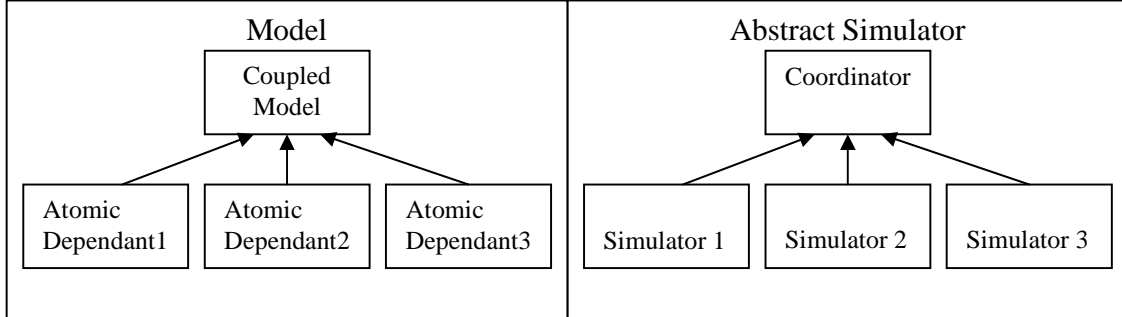 Model
Coupled
Model
Atomic
Dependant1
Atomic
Dependant2
Atomic
Dependant3
Abstract Simulator
Coordinator
Simulator 1
Simulator 2
Simulator 3